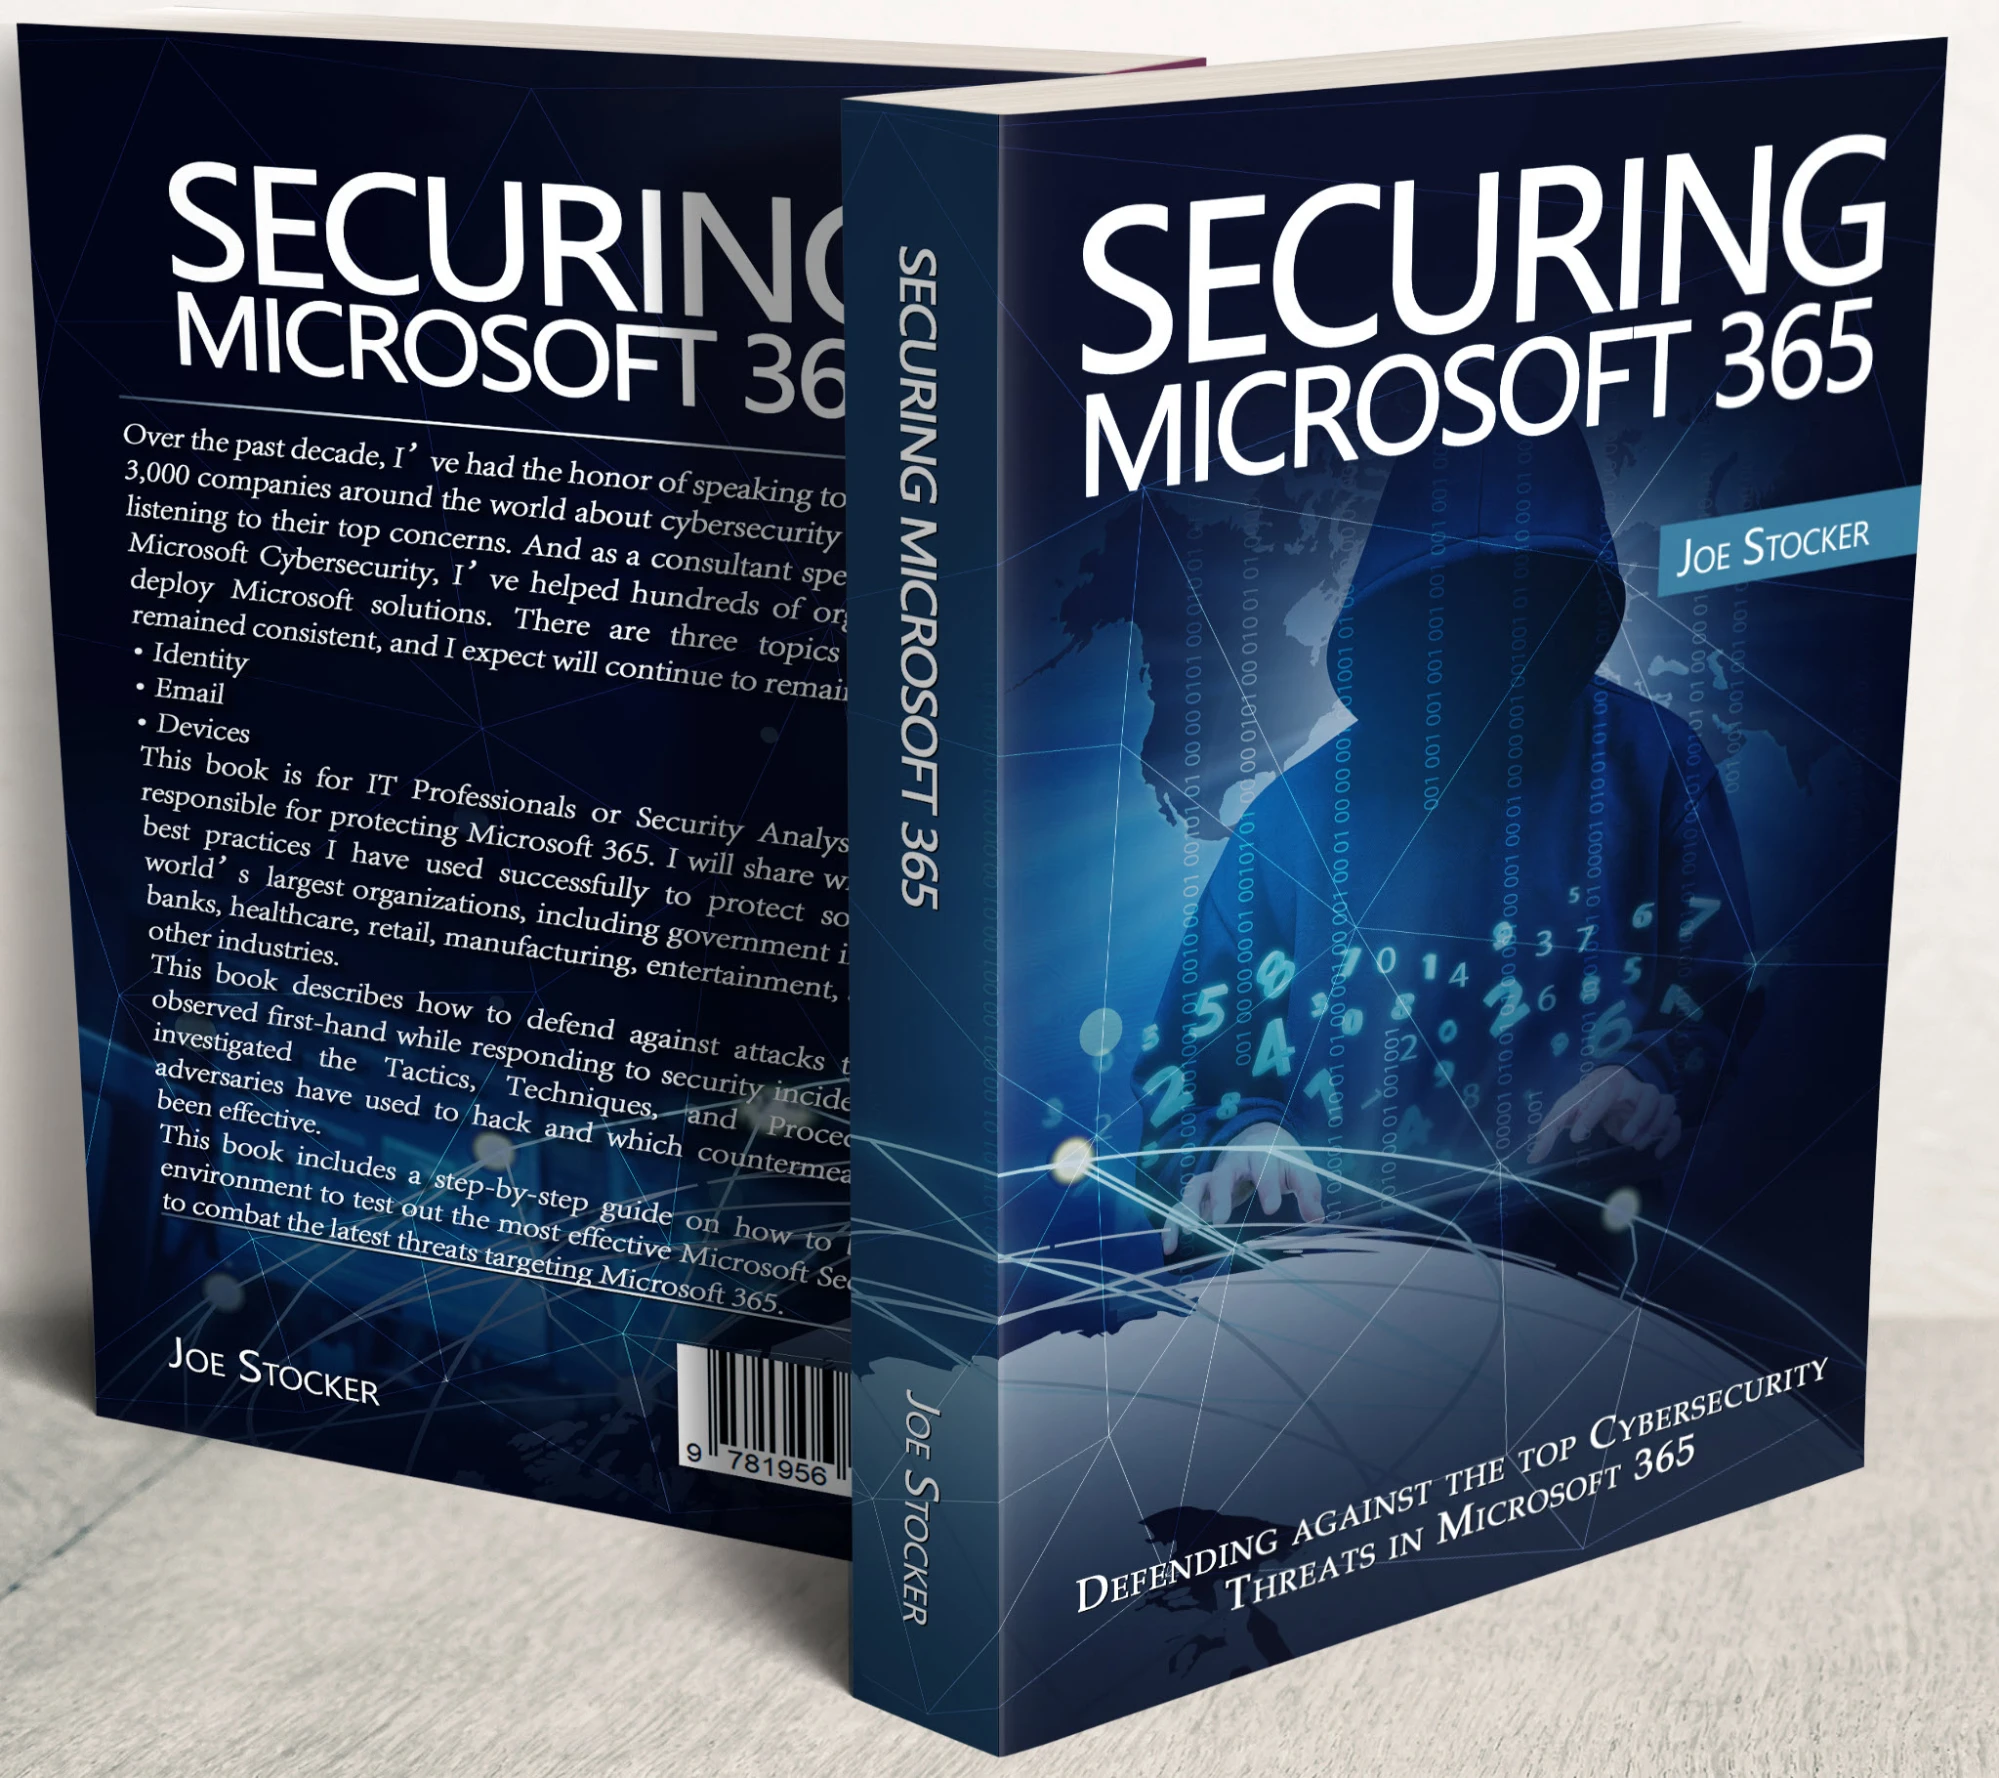 SECURING
MICROSOFT 36
Over the past decade, I’ve had the honor of speaking to
3,000 companies around the world about cybersecurity
listening to their top concerns. And as a consultant spe
Microsoft Cybersecurity, I’ve helped hundreds of or
deploy Microsoft solutions. There are three topics
remained consistent, and I expect will continue to remai
• Identity
• Email
• Devices
This book is for IT Professionals or Security Analys
responsible for protecting Microsoft 365. I will share w
best practices I have used successfully to protect so
world’s largest organizations, including government i
banks, healthcare, retail, manufacturing, entertainment,
other industries.
This book describes how to defend against attacks t
observed first-hand while responding to security incide
investigated the Tactics, Techniques, and Proced
adversaries have used to hack and which countermea
been effective.
This book includes a step-by-step guide on how to
environment to test out the most effective Microsoft Sec
to combat the latest threats targeting Microsoft 365.
JOE STOCKER
9 781956
SECURING MICROSOFT 365
JOE STOCKER
SECURING
MICROSOFT 365
JOE STOCKER
DEFENDING AGAINST THE TOP CYBERSECURITY
THREATS IN MICROSOFT 365